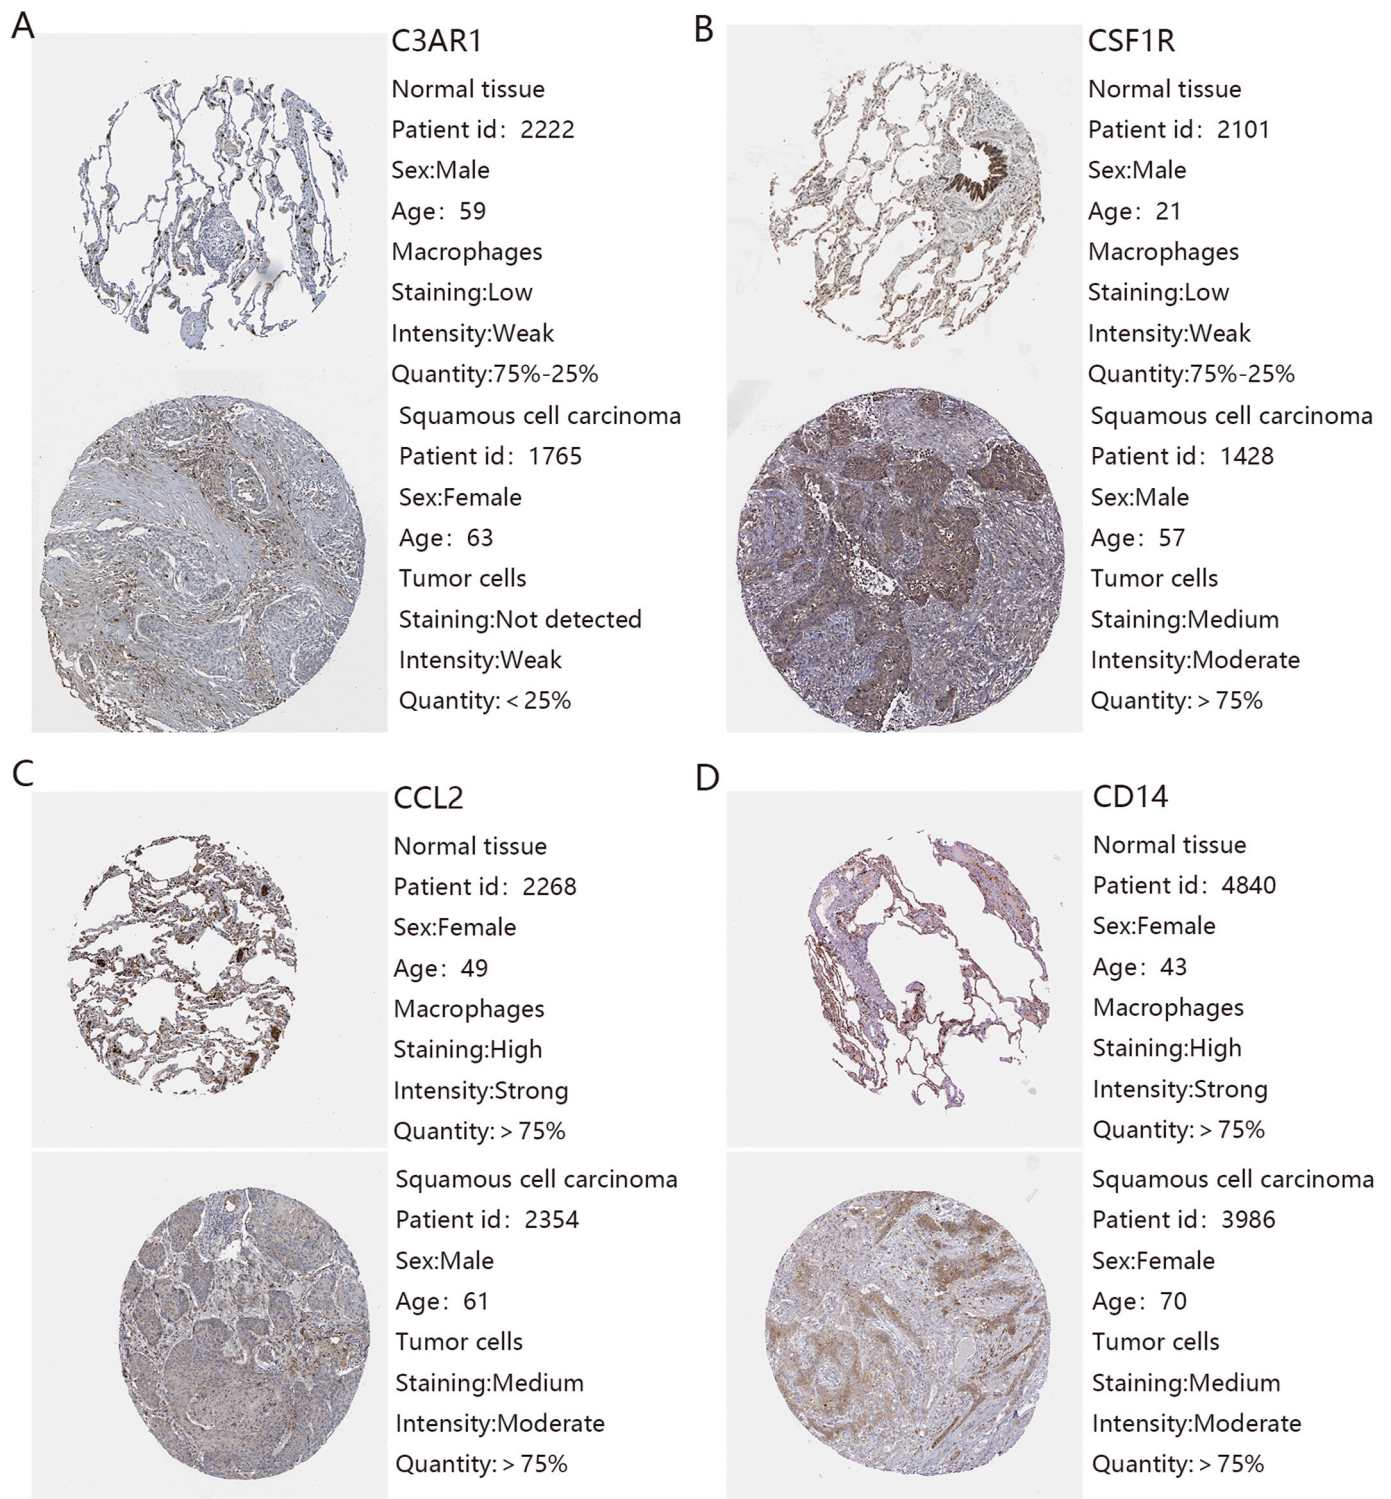 A
C3AR1
Normal tissue
Patient id: 2222
Sex:Male
Age: 59
Macrophages
Staining:Low
Intensity:Weak
Quantity:75%-25%
Squamous cell carcinoma
Patient id: 1765
Sex:Female
Age: 63
Tumor cells
Staining:Not detected
Intensity:Weak
Quantity:<25%
B
CSF1R
Normal tissue
Patient id: 2101
Sex:Male
Age: 21
Macrophages
Staining:Low
Intensity:Weak
Quantity:75%-25%
Squamous cell carcinoma
Patient id: 1428
Sex:Male
Age: 57
Tumor cells
Staining:Medium
Intensity:Moderate
Quantity:>75%
C
CCL2
Normal tissue
Patient id: 2268
Sex:Female
Age: 49
Macrophages
Staining:High
Intensity:Strong
Quantity:>75%
Squamous cell carcinoma
Patient id: 2354
Sex:Male
Age: 61
Tumor cells
Staining:Medium
Intensity:Moderate
Quantity:>75%
D
CD14
Normal tissue
Patient id: 4840
Sex:Female
Age: 43
Macrophages
Staining:High
Intensity:Strong
Quantity:>75%
Squamous cell carcinoma
Patient id: 3986
Sex:Female
Age: 70
Tumor cells
Staining:Medium
Intensity:Moderate
Quantity:>75%